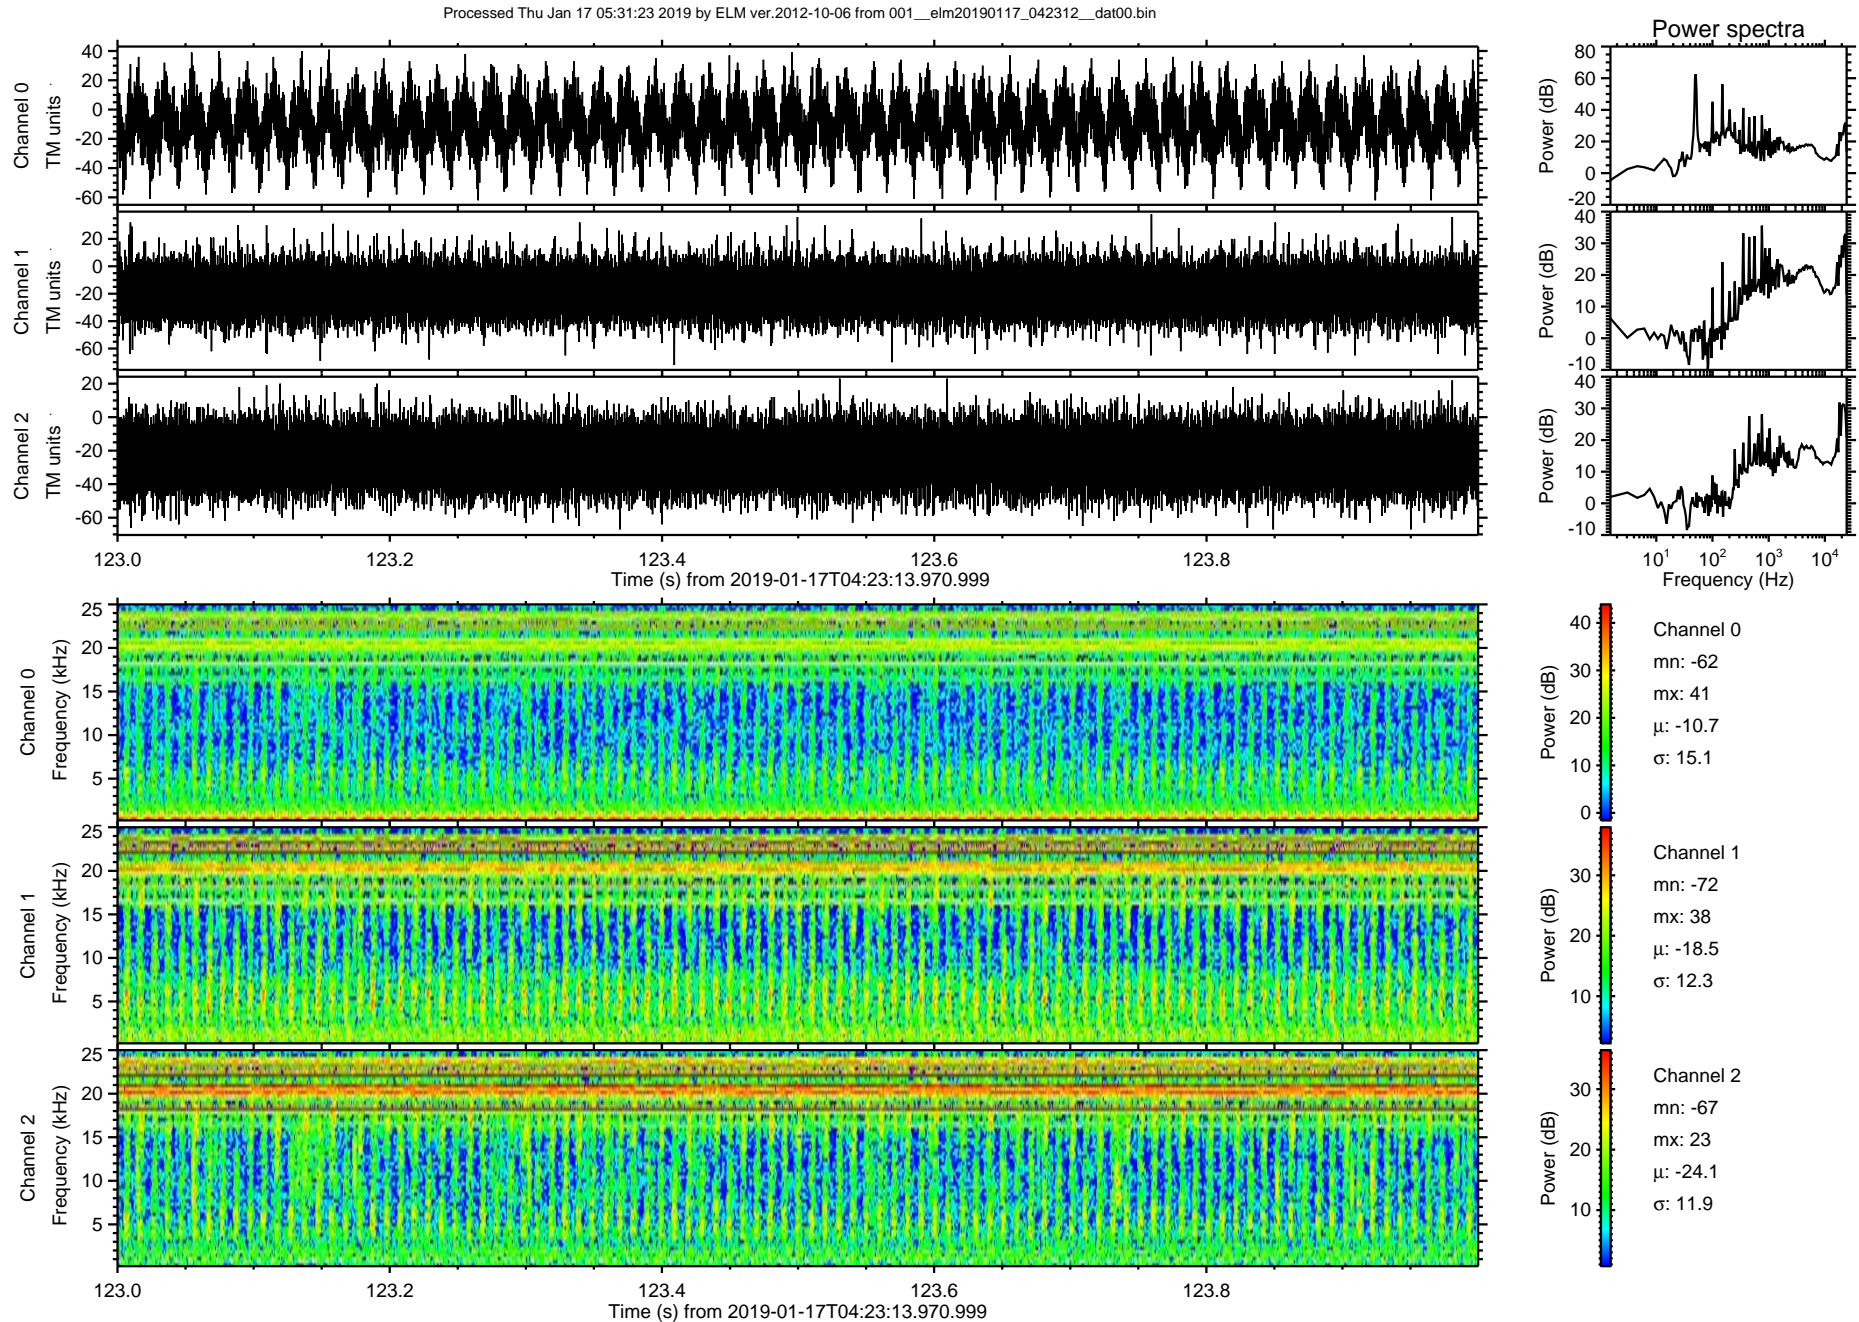 Processed Thu Jan 17 05:31:23 2019 by ELM ver.2012-10-06 from 001__elm20190117_042312__dat00.bin
Power spectra
Channel 0
TM units
40
20
0
-20
-40
-60
Power (dB)
80
60
40
20
0
-20
Channel 1
TM units
20
0
-20
-40
-60
Power (dB)
40
30
20
10
0
-10
Channel 2
TM units
20
0
-20
-40
-60
Power (dB)
40
30
20
10
0
-10
123.0 123.2 123.4 123.6 123.8
Time (s) from 2019-01-17T04:23:13.970.999
10¹ 10² 10³ 10⁴
Frequency (Hz)
Channel 0
Frequency (kHz)
25
20
15
10
5
Power (dB)
40
30
20
10
0
Channel 0
mn: -62
mx: 41
μ: -10.7
σ: 15.1
Channel 1
Frequency (kHz)
25
20
15
10
5
Power (dB)
30
20
10
Channel 1
mn: -72
mx: 38
μ: -18.5
σ: 12.3
Channel 2
Frequency (kHz)
25
20
15
10
5
Power (dB)
30
20
10
Channel 2
mn: -67
mx: 23
μ: -24.1
σ: 11.9
123.0 123.2 123.4 123.6 123.8
Time (s) from 2019-01-17T04:23:13.970.999